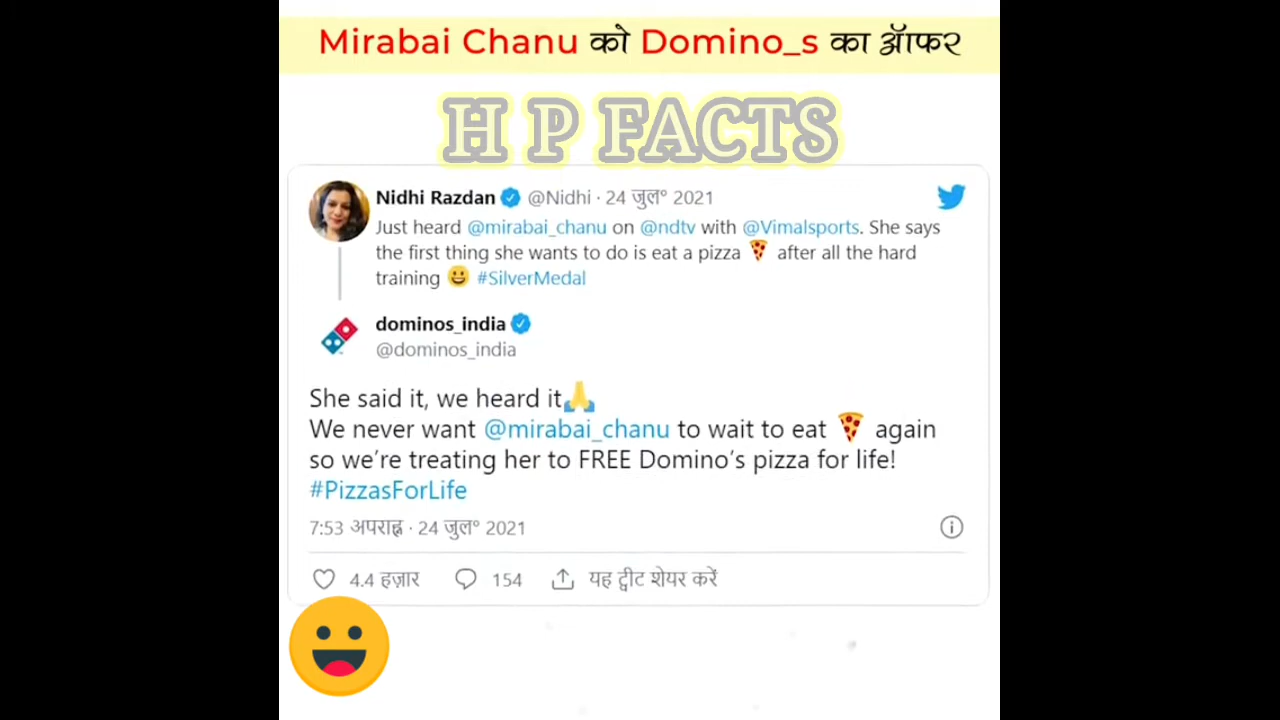 Mirabai Chanu को Domino_s का ऑफर
H P FACTS
Nidhi Razdan @Nidhi · 24 जुल॰ 2021
Just heard @mirabai_chanu on @ndtv with @Vimalsports. She says
the first thing she wants to do is eat a pizza 🍕 after all the hard
training 😀 #SilverMedal
dominos_india
@dominos_india
She said it, we heard it🙏
We never want @mirabai_chanu to wait to eat 🍕 again
so we’re treating her to FREE Domino’s pizza for life!
#PizzasForLife
7:53 अपराह्न · 24 जुल॰ 2021
4.4 हज़ार 154 यह ट्वीट शेयर करें